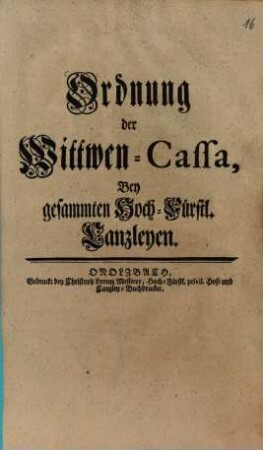 16
Ordnung
der
Wittwen-Cassa,
Bey
gesammten Hoch-Fürstl.
Canzleyen.
ONOLZBACH,
Gedruckt bey Christoph Lorenz Messerer, Hoch-Fürstl. privil. Hof- und
Canzley-Buchdrucker.